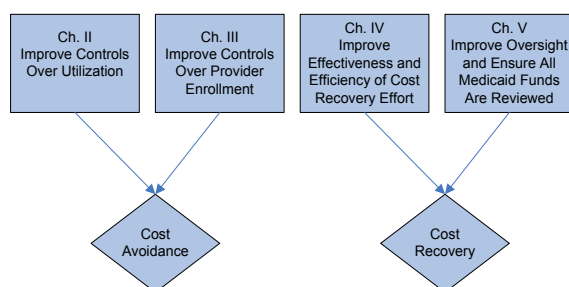 Ch. II
Improve Controls
Over Utilization
Ch. III
Improve Controls
Over Provider
Enrollment
Ch. IV
Improve
Effectiveness and
Efficiency of Cost
Recovery Effort
Ch. V
Improve Oversight
and Ensure All
Medicaid Funds
Are Reviewed
Cost
Avoidance
Cost
Recovery